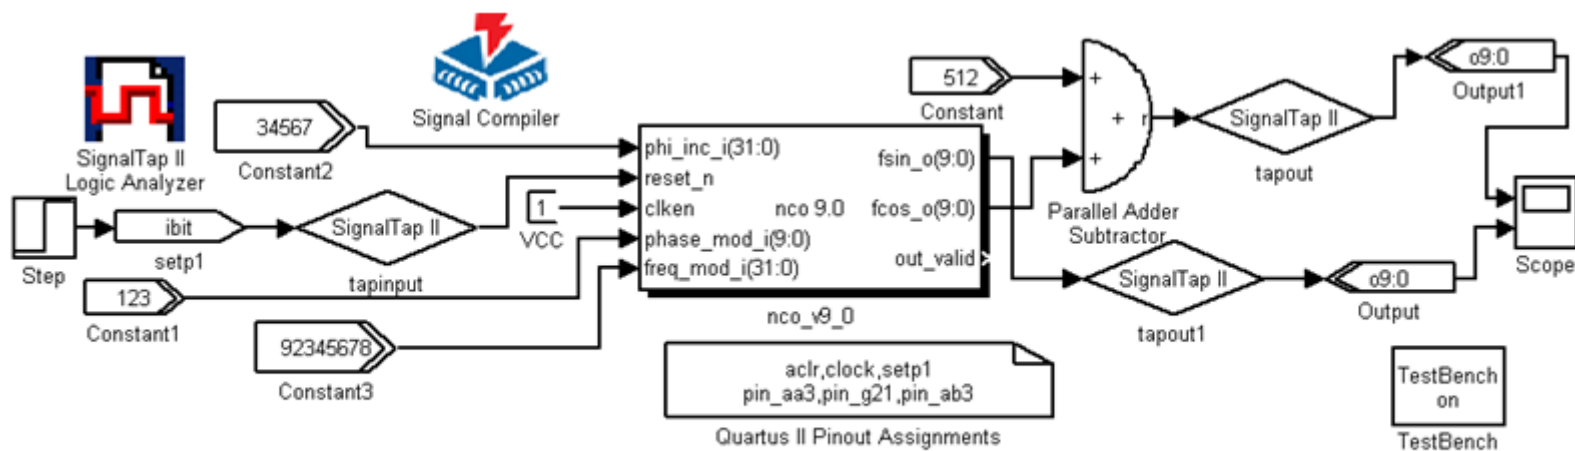 SignalTap II
Logic Analyzer
Signal Compiler
34567
Constant2
Step
ibit
setp1
SignalTap II
tapinput
1
VCC
123
Constant1
92345678
Constant3
phi_inc_i(31:0)
reset_n
clken
phase_mod_i(9:0)
freq_mod_i(31:0)
nco 9.0
fsin_o(9:0)
fcos_o(9:0)
out_valid
nco_v9_0
aclr,clock,setp1
pin_aa3,pin_g21,pin_ab3
Quartus II Pinout Assignments
512
Constant
+
+
+
r
Parallel Adder
Subtractor
SignalTap II
tapout
o9:0
Output1
SignalTap II
tapout1
o9:0
Output
Scope
TestBench
on
TestBench